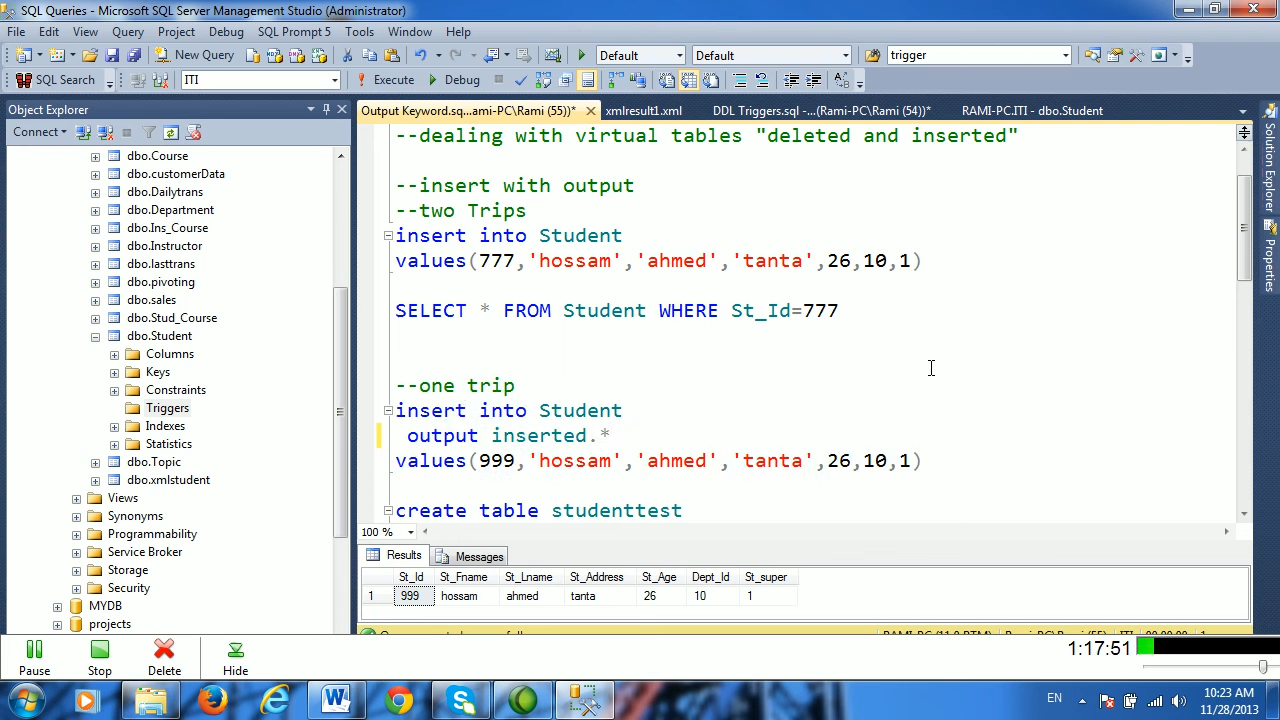 SQL Queries - Microsoft SQL Server Management Studio (Administrator)
File Edit View Query Project Debug SQL Prompt 5 Tools Window Help
New Query Default Default trigger
SQL Search ITI Execute Debug
Object Explorer
Connect
dbo.Course
dbo.customerData
dbo.Dailytrans
dbo.Department
dbo.Ins_Course
dbo.Instructor
dbo.lasttrans
dbo.pivoting
dbo.sales
dbo.Stud_Course
dbo.Student
Columns
Keys
Constraints
Triggers
Indexes
Statistics
dbo.Topic
dbo.xmlstudent
Views
Synonyms
Programmability
Service Broker
Storage
Security
MYDB
projects
Output Keyword.sq...ami-PC\Rami (55))* xmlresult1.xml DDL Triggers.sql -...(Rami-PC\Rami (54))* RAMI-PC.ITI - dbo.Student
--dealing with virtual tables "deleted and inserted"
--insert with output
--two Trips
insert into Student
values(777,'hossam','ahmed','tanta',26,10,1)
SELECT * FROM Student WHERE St_Id=777
--one trip
insert into Student
output inserted.*
values(999,'hossam','ahmed','tanta',26,10,1)
create table studenttest
100 %
Results Messages
St_Id St_Fname St_Lname St_Address St_Age Dept_Id St_super
1 999 hossam ahmed tanta 26 10 1
Solution Explorer
Properties
Pause Stop Delete Hide
1:17:51
EN
10:23 AM
11/28/2013